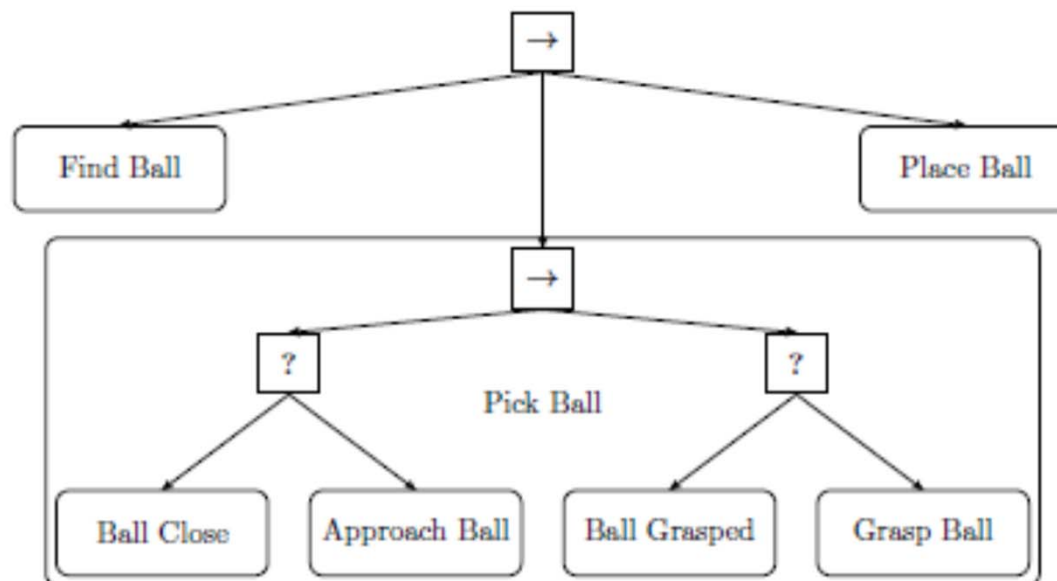 →
Find Ball
Place Ball
→
?
?
Pick Ball
Ball Close
Approach Ball
Ball Grasped
Grasp Ball